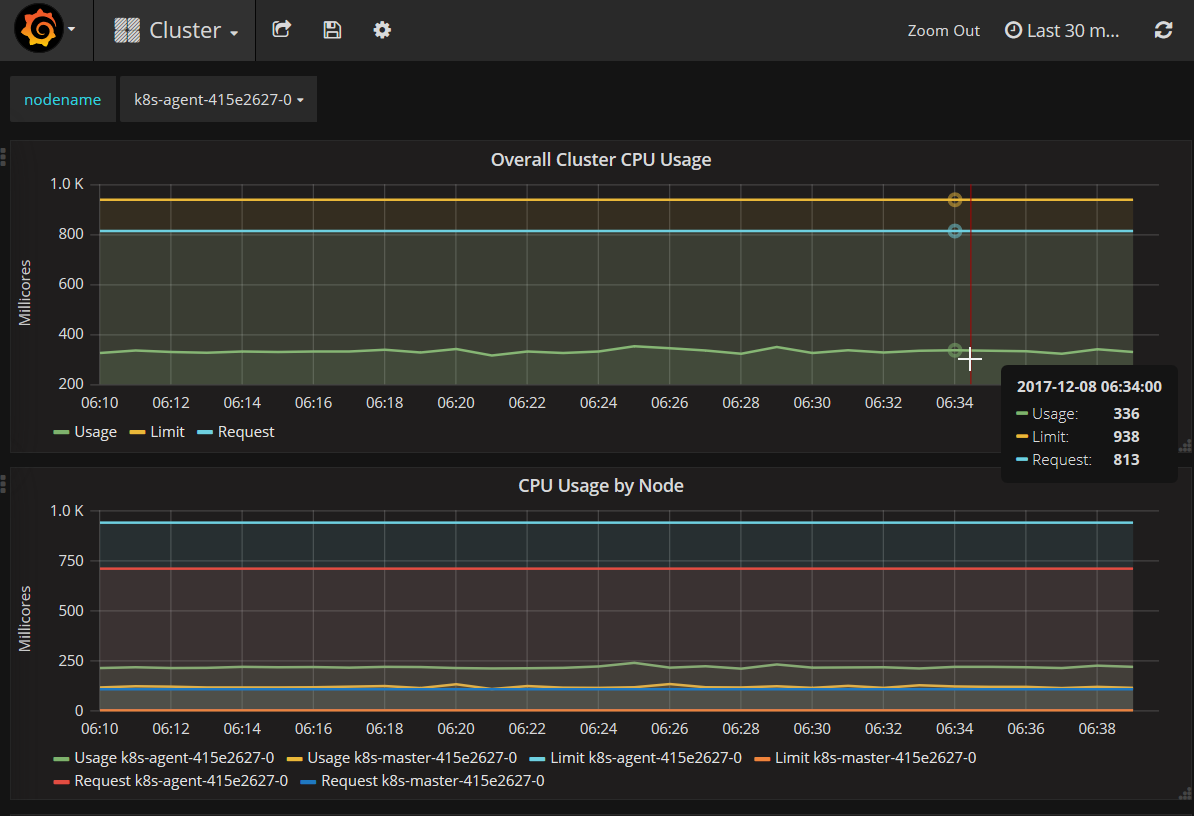 Cluster
Zoom Out Last 30 m...
nodename k8s-agent-415e2627-0
Overall Cluster CPU Usage
Millicores
1.0 K
800
600
400
200
06:10 06:12 06:14 06:16 06:18 06:20 06:22 06:24 06:26 06:28 06:30 06:32 06:34
Usage Limit Request
2017-12-08 06:34:00
Usage: 336
Limit: 938
Request: 813
CPU Usage by Node
Millicores
1.0 K
750
500
250
0
06:10 06:12 06:14 06:16 06:18 06:20 06:22 06:24 06:26 06:28 06:30 06:32 06:34 06:36 06:38
Usage k8s-agent-415e2627-0 Usage k8s-master-415e2627-0 Limit k8s-agent-415e2627-0 Limit k8s-master-415e2627-0
Request k8s-agent-415e2627-0 Request k8s-master-415e2627-0